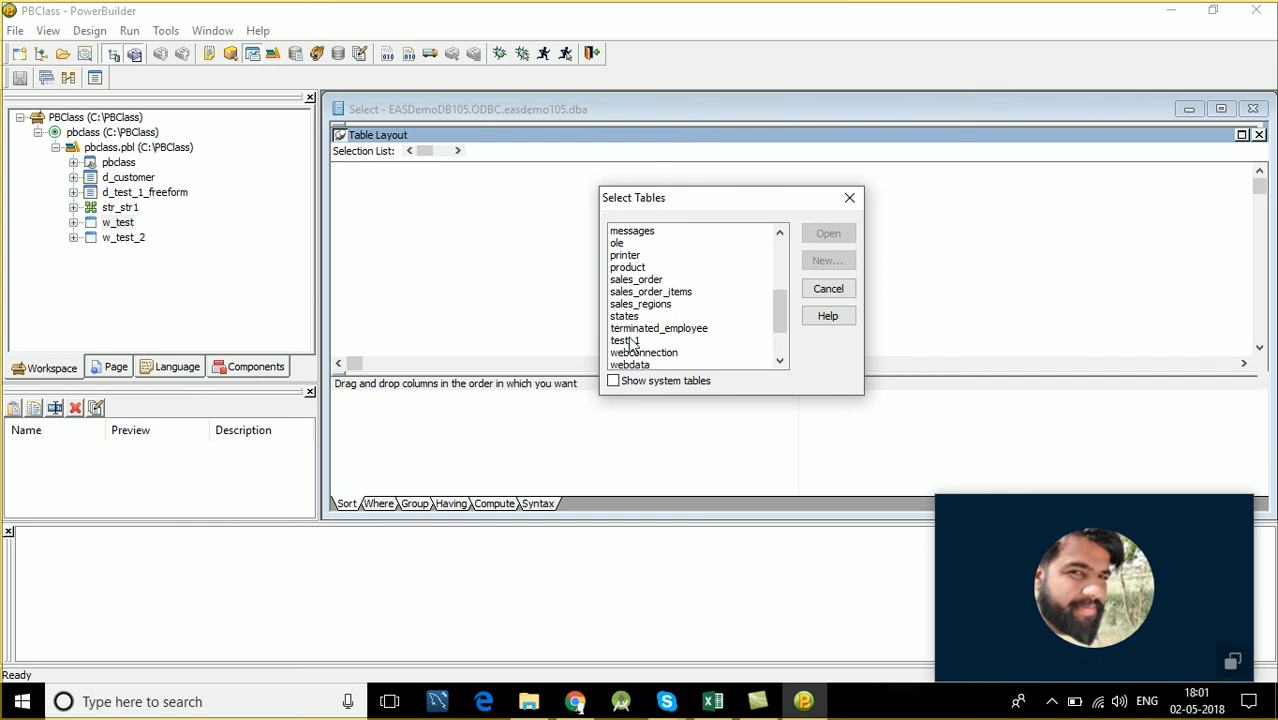 PBClass - PowerBuilder
File View Design Run Tools Window Help
PBClass (C:\PBClass)
pbclass (C:\PBClass)
pbclass.pbl (C:\PBClass)
pbclass
d_customer
d_test_1_freeform
str_str1
w_test
w_test_2
Workspace Page Language Components
Name Preview Description
Select - EASDemoDB105.ODBC.easdemo105.dba
Table Layout
Selection List:
Select Tables
messages
ole
printer
product
sales_order
sales_order_items
sales_regions
states
terminated_employee
test_1
webconnection
webdata
Open
New...
Cancel
Help
Show system tables
Drag and drop columns in the order in which you want
Sort Where Group Having Compute Syntax
Ready
Type here to search
ENG
18:01
02-05-2018